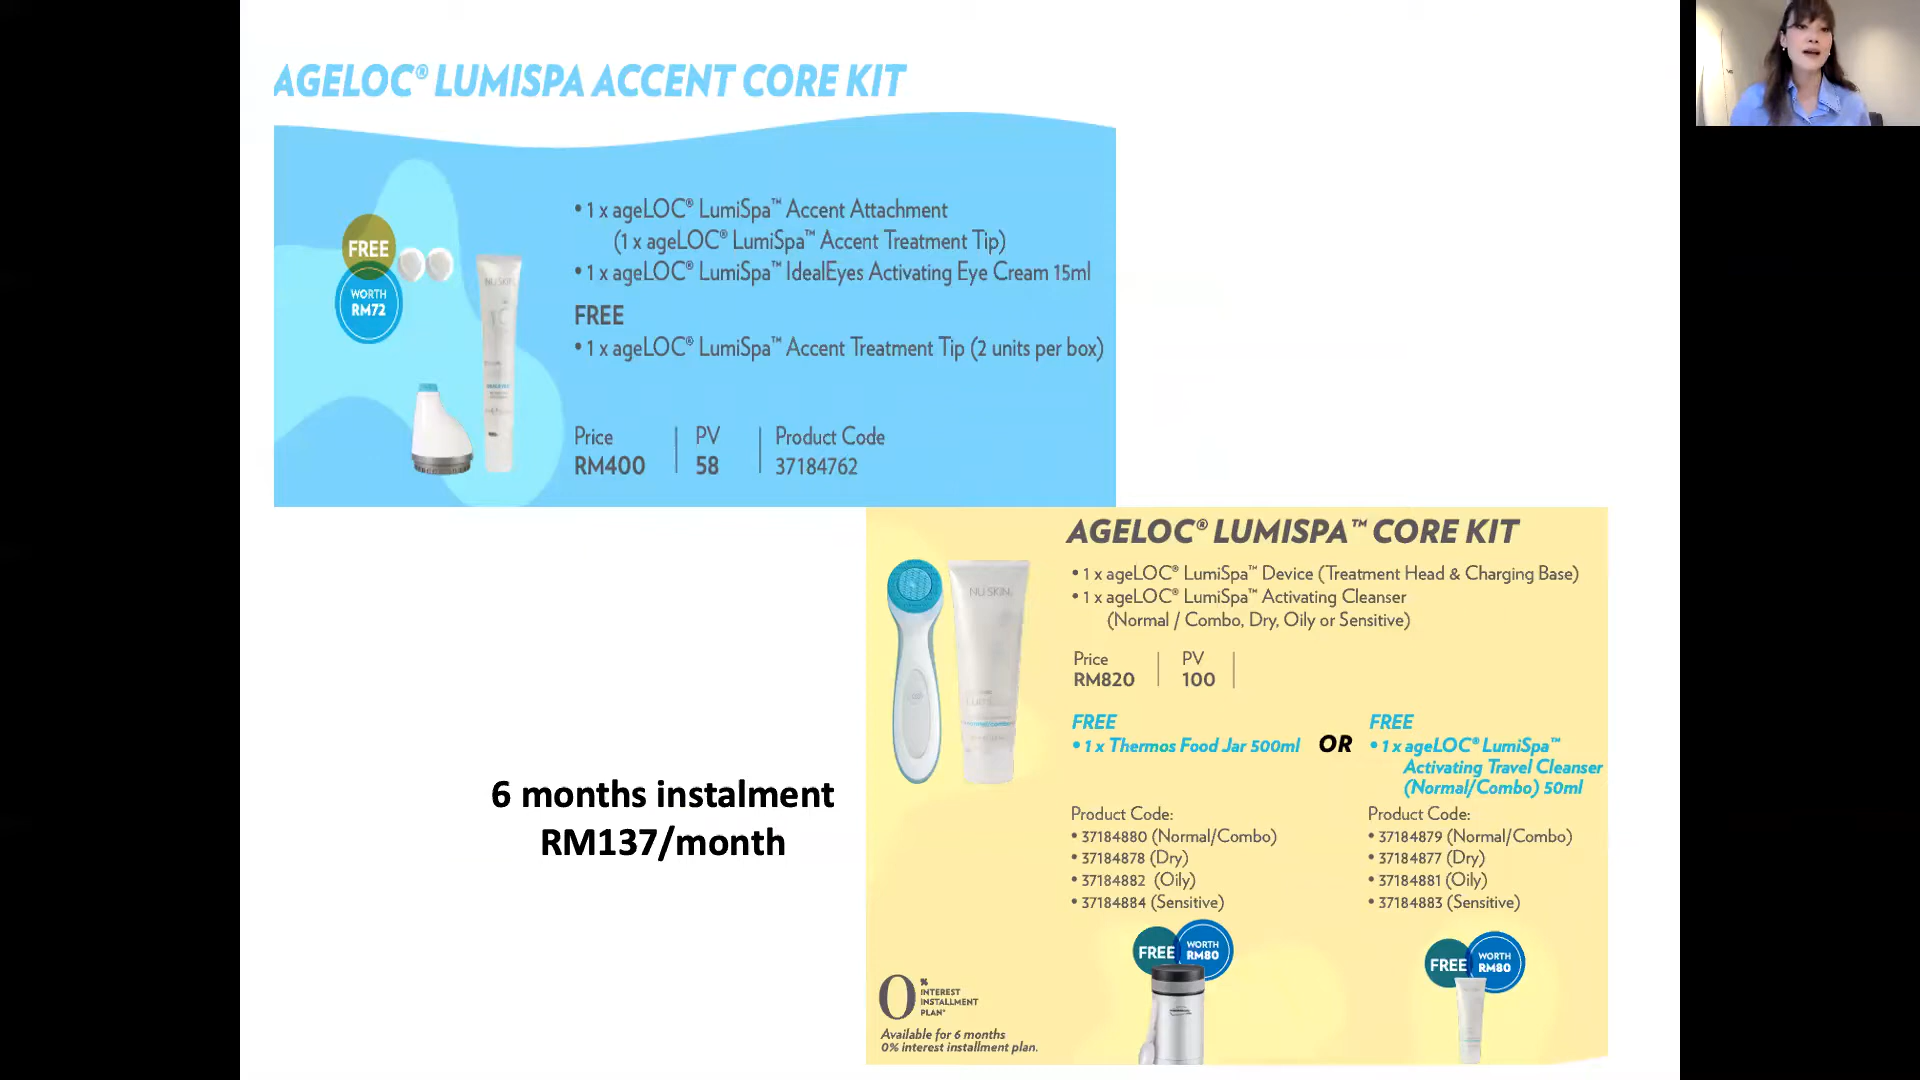 AGELOC® LUMISPA ACCENT CORE KIT
FREE
WORTH
RM72
NU SKIN
• 1 x ageLOC® LumiSpa™ Accent Attachment
(1 x ageLOC® LumiSpa™ Accent Treatment Tip)
• 1 x ageLOC® LumiSpa™ IdealEyes Activating Eye Cream 15ml
FREE
• 1 x ageLOC® LumiSpa™ Accent Treatment Tip (2 units per box)
Price
RM400
PV
58
Product Code
37184762
AGELOC® LUMISPA™ CORE KIT
NU SKIN
• 1 x ageLOC® LumiSpa™ Device (Treatment Head & Charging Base)
• 1 x ageLOC® LumiSpa™ Activating Cleanser
(Normal / Combo, Dry, Oily or Sensitive)
Price
RM820
PV
100
FREE
• 1 x Thermos Food Jar 500ml
OR
FREE
• 1 x ageLOC® LumiSpa™
Activating Travel Cleanser
(Normal/Combo) 50ml
Product Code:
• 37184880 (Normal/Combo)
• 37184878 (Dry)
• 37184882 (Oily)
• 37184884 (Sensitive)
Product Code:
• 37184879 (Normal/Combo)
• 37184877 (Dry)
• 37184881 (Oily)
• 37184883 (Sensitive)
FREE
WORTH
RM80
FREE
WORTH
RM80
6 months instalment
RM137/month
0%
INTEREST
INSTALLMENT
PLAN*
Available for 6 months
0% interest installment plan.